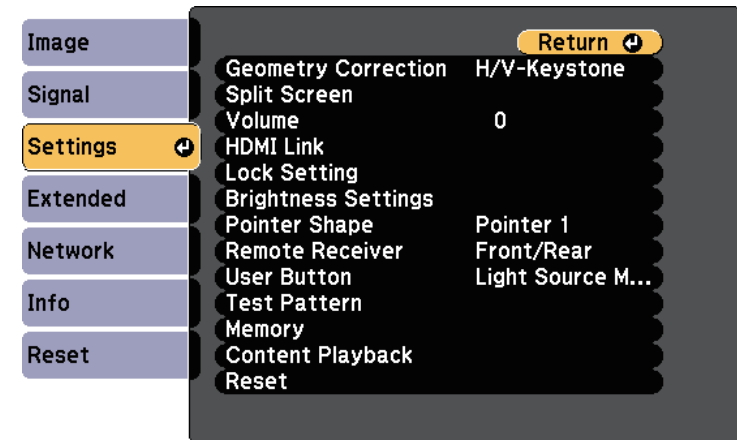 Image
Signal
Settings
Extended
Network
Info
Reset
Return
Geometry Correction H/V-Keystone
Split Screen
Volume 0
HDMI Link
Lock Setting
Brightness Settings
Pointer Shape Pointer 1
Remote Receiver Front/Rear
User Button Light Source M...
Test Pattern
Memory
Content Playback
Reset